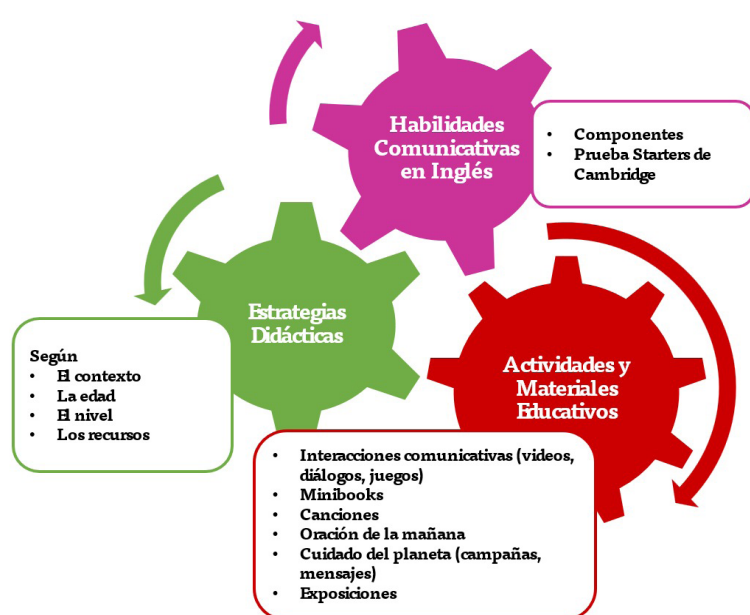 Habilidades
Comunicativas
en Inglés
• Componentes
• Prueba Starters de
Cambridge
Estrategias
Didácticas
Según
• El contexto
• La edad
• El nivel
• Los recursos
Actividades y
Materiales
Educativos
• Interacciones comunicativas (videos,
diálogos, juegos)
• Minibooks
• Canciones
• Oración de la mañana
• Cuidado del planeta (campañas,
mensajes)
• Exposiciones